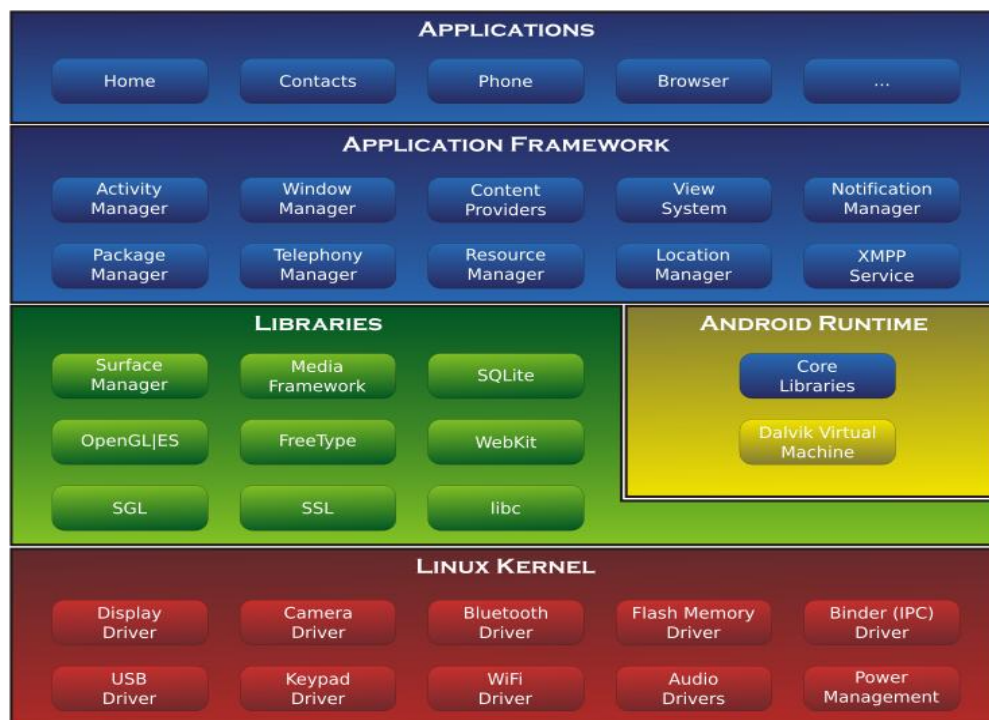 APPLICATIONS
Home
Contacts
Phone
Browser
...
APPLICATION FRAMEWORK
Activity
Manager
Window
Manager
Content
Providers
View
System
Notification
Manager
Package
Manager
Telephony
Manager
Resource
Manager
Location
Manager
XMPP
Service
LIBRARIES
Surface
Manager
Media
Framework
SQLite
OpenGL|ES
FreeType
WebKit
SGL
SSL
libc
ANDROID RUNTIME
Core
Libraries
Dalvik Virtual
Machine
LINUX KERNEL
Display
Driver
Camera
Driver
Bluetooth
Driver
Flash Memory
Driver
Binder (IPC)
Driver
USB
Driver
Keypad
Driver
WiFi
Driver
Audio
Drivers
Power
Management